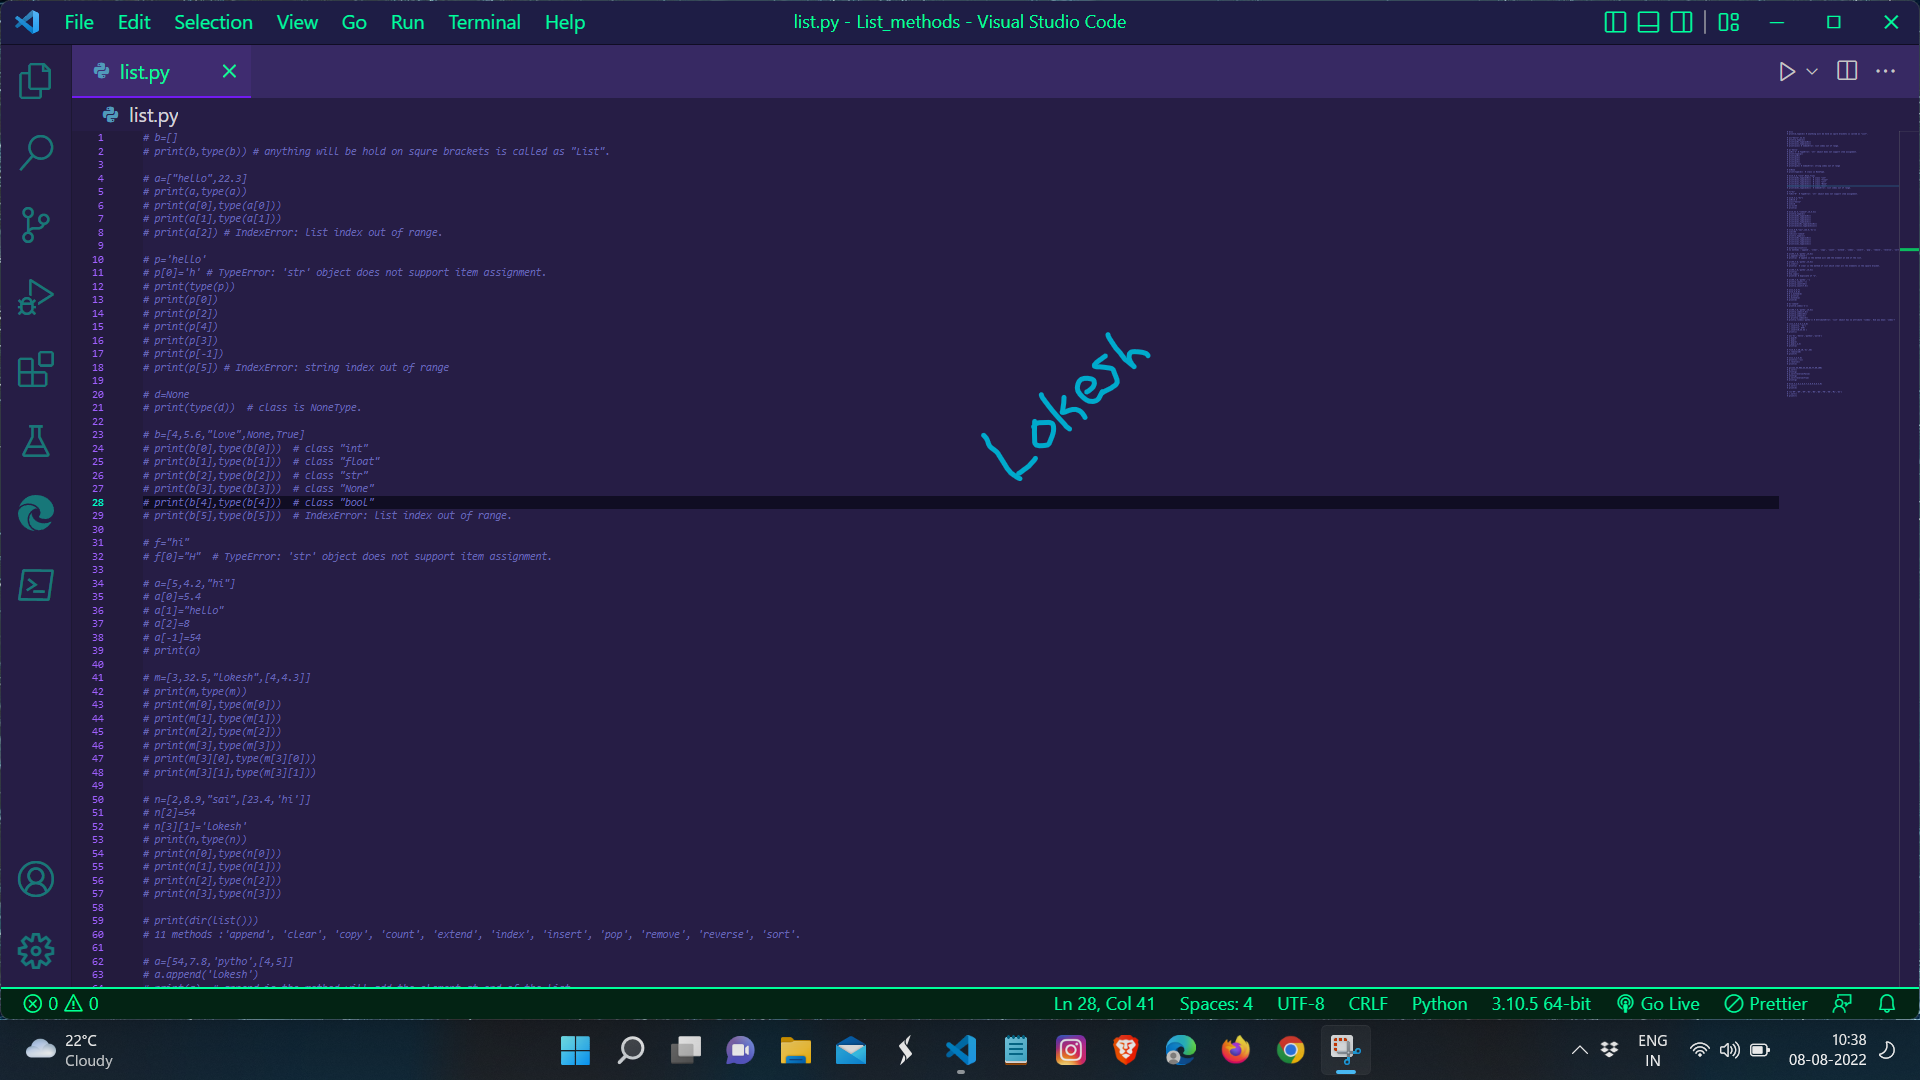 File Edit Selection View Go Run Terminal Help list.py - List_methods - Visual Studio Code
list.py
list.py
1 # b=[]
2 # print(b,type(b)) # anything will be hold on squre brackets is called as "List".
3
4 # a=["hello",22.3]
5 # print(a,type(a))
6 # print(a[0],type(a[0]))
7 # print(a[1],type(a[1]))
8 # print(a[2]) # IndexError: list index out of range.
9
10 # p='hello'
11 # p[0]='h' # TypeError: 'str' object does not support item assignment.
12 # print(type(p))
13 # print(p[0])
14 # print(p[2])
15 # print(p[4])
16 # print(p[3])
17 # print(p[-1])
18 # print(p[5]) # IndexError: string index out of range
19
20 # d=None
21 # print(type(d))  # class is NoneType.
22
23 # b=[4,5.6,"love",None,True]
24 # print(b[0],type(b[0]))  # class "int"
25 # print(b[1],type(b[1]))  # class "float"
26 # print(b[2],type(b[2]))  # class "str"
27 # print(b[3],type(b[3]))  # class "None"
28 # print(b[4],type(b[4]))  # class "bool"
29 # print(b[5],type(b[5]))  # IndexError: list index out of range.
30
31 # f="hi"
32 # f[0]="H"  # TypeError: 'str' object does not support item assignment.
33
34 # a=[5,4.2,"hi"]
35 # a[0]=5.4
36 # a[1]="hello"
37 # a[2]=8
38 # a[-1]=54
39 # print(a)
40
41 # m=[3,32.5,"lokesh",[4,4.3]]
42 # print(m,type(m))
43 # print(m[0],type(m[0]))
44 # print(m[1],type(m[1]))
45 # print(m[2],type(m[2]))
46 # print(m[3],type(m[3]))
47 # print(m[3][0],type(m[3][0]))
48 # print(m[3][1],type(m[3][1]))
49
50 # n=[2,8.9,"sai",[23.4,'hi']]
51 # n[2]=54
52 # n[3][1]='lokesh'
53 # print(n,type(n))
54 # print(n[0],type(n[0]))
55 # print(n[1],type(n[1]))
56 # print(n[2],type(n[2]))
57 # print(n[3],type(n[3]))
58
59 # print(dir(list()))
60 # 11 methods :'append', 'clear', 'copy', 'count', 'extend', 'index', 'insert', 'pop', 'remove', 'reverse', 'sort'.
61
62 # a=[54,7.8,'pytho',[4,5]]
63 # a.append('lokesh')
Lokesh
0 0 Ln 28, Col 41 Spaces: 4 UTF-8 CRLF Python 3.10.5 64-bit Go Live Prettier
22°C
Cloudy
ENG
IN
10:38
08-08-2022